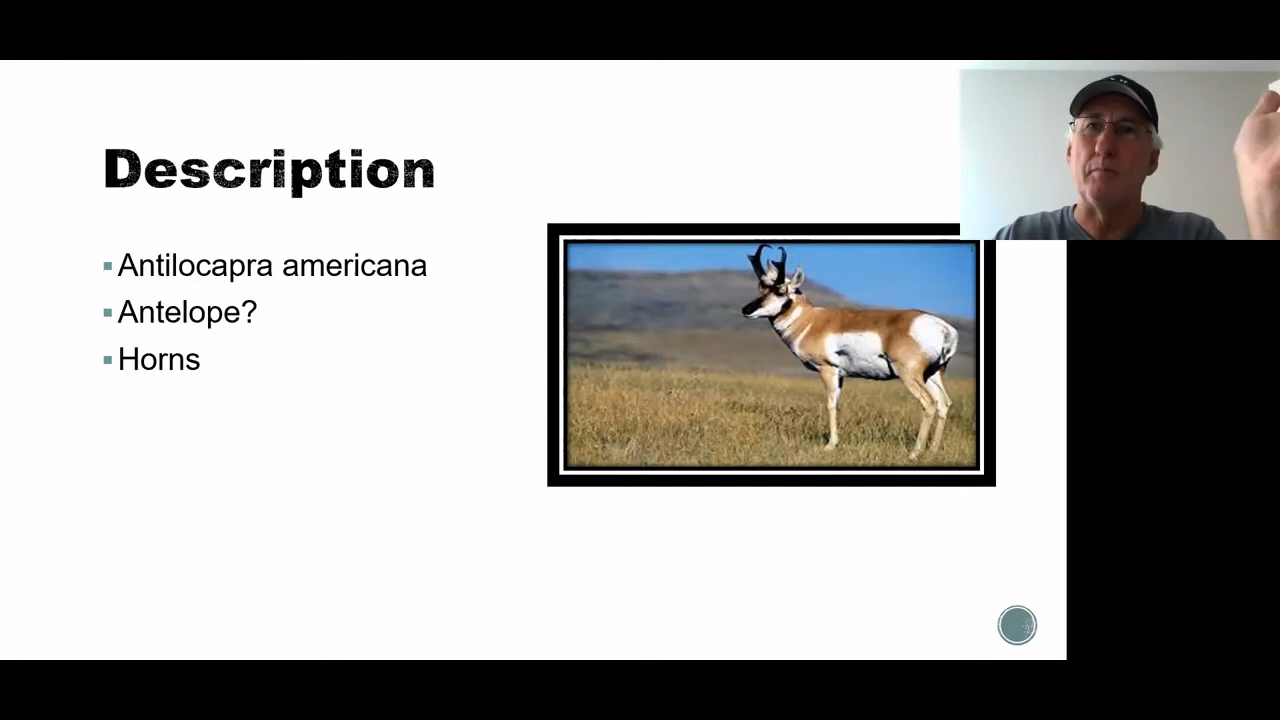 Description
Antilocapra americana
Antelope?
Horns